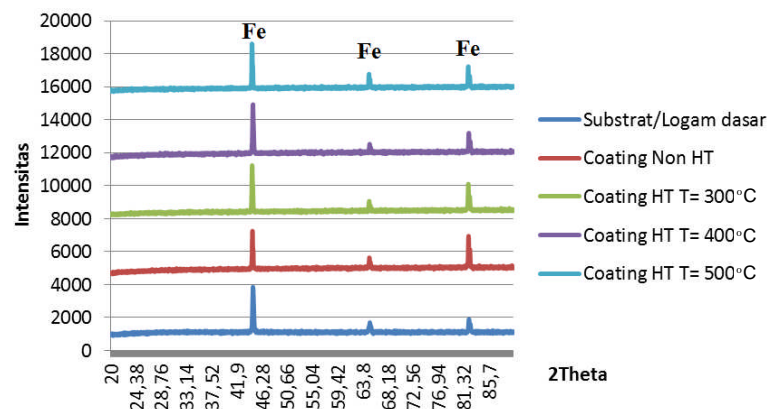 Fe
Fe
Fe
Intensitas
20000
18000
16000
14000
12000
10000
8000
6000
4000
2000
0
20
24,38
28,76
33,14
37,52
41,9
46,28
50,66
55,04
59,42
63,8
68,18
72,56
76,94
81,32
85,7
2Theta
Substrat/Logam dasar
Coating Non HT
Coating HT T= 300°C
Coating HT T= 400°C
Coating HT T= 500°C